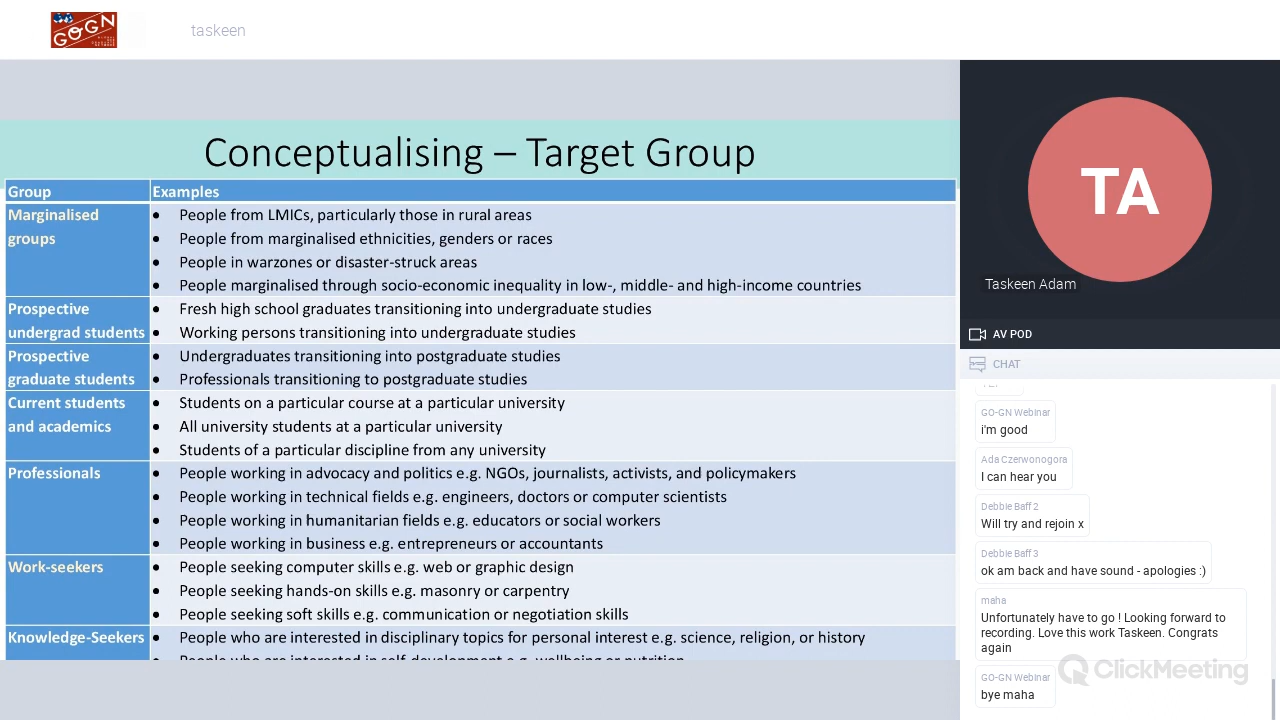 GOGN
taskeen
Conceptualising – Target Group
Group Examples
Marginalised groups
• People from LMICs, particularly those in rural areas
• People from marginalised ethnicities, genders or races
• People in warzones or disaster-struck areas
• People marginalised through socio-economic inequality in low-, middle- and high-income countries
Prospective undergrad students
• Fresh high school graduates transitioning into undergraduate studies
• Working persons transitioning into undergraduate studies
Prospective graduate students
• Undergraduates transitioning into postgraduate studies
• Professionals transitioning to postgraduate studies
Current students and academics
• Students on a particular course at a particular university
• All university students at a particular university
• Students of a particular discipline from any university
Professionals
• People working in advocacy and politics e.g. NGOs, journalists, activists, and policymakers
• People working in technical fields e.g. engineers, doctors or computer scientists
• People working in humanitarian fields e.g. educators or social workers
• People working in business e.g. entrepreneurs or accountants
Work-seekers
• People seeking computer skills e.g. web or graphic design
• People seeking hands-on skills e.g. masonry or carpentry
• People seeking soft skills e.g. communication or negotiation skills
Knowledge-Seekers
• People who are interested in disciplinary topics for personal interest e.g. science, religion, or history
People who are interested in self-development e.g. wellbeing or nutrition
TA
Taskeen Adam
AV POD
CHAT
GO-GN Webinar
i'm good
Ada Czerwonogora
I can hear you
Debbie Baff 2
Will try and rejoin x
Debbie Baff 3
ok am back and have sound - apologies :)
maha
Unfortunately have to go ! Looking forward to
recording. Love this work Taskeen. Congrats
again
GO-GN Webinar
bye maha
ClickMeeting